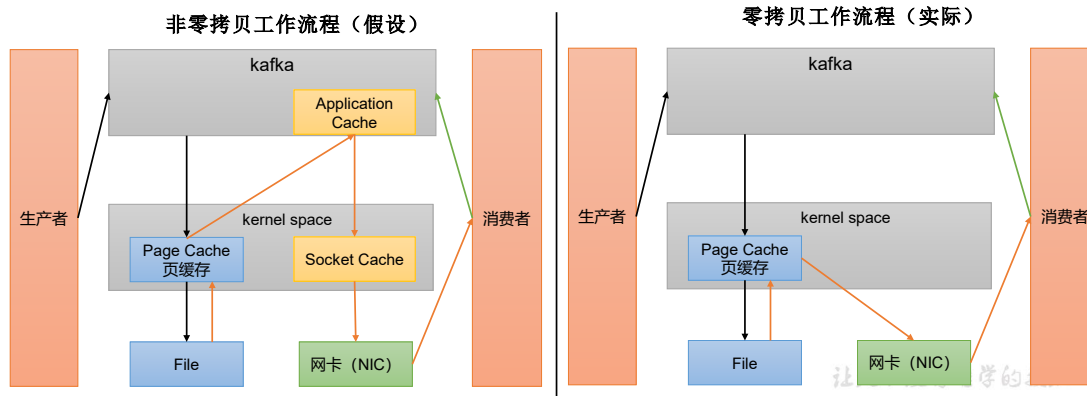 非零拷贝工作流程（假设）
kafka
Application
Cache
生产者
kernel space
消费者
Page Cache
页缓存
Socket Cache
File
网卡（NIC）
零拷贝工作流程（实际）
kafka
生产者
kernel space
消费者
Page Cache
页缓存
File
网卡（NIC）